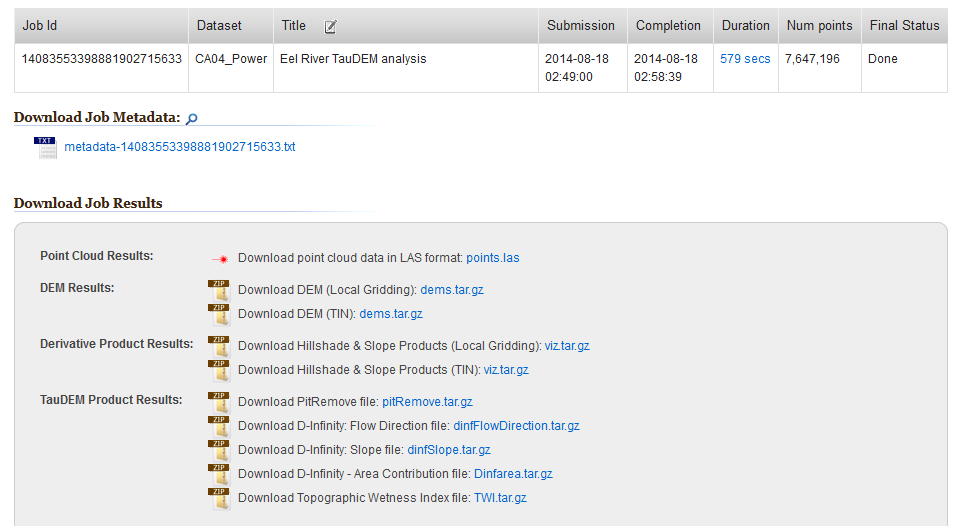 Job Id Dataset Title Submission Completion Duration Num points Final Status
14083553398881902715633 CA04_Power Eel River TauDEM analysis 2014-08-18 2014-08-18 579 secs 7,647,196 Done
02:49:00 02:58:39
Download Job Metadata:
TXT metadata-14083553398881902715633.txt
Download Job Results
Point Cloud Results: Download point cloud data in LAS format: points.las
DEM Results: ZIP Download DEM (Local Gridding): dems.tar.gz
ZIP Download DEM (TIN): dems.tar.gz
Derivative Product Results: ZIP Download Hillshade & Slope Products (Local Gridding): viz.tar.gz
ZIP Download Hillshade & Slope Products (TIN): viz.tar.gz
TauDEM Product Results: ZIP Download PitRemove file: pitRemove.tar.gz
ZIP Download D-Infinity: Flow Direction file: dinfFlowDirection.tar.gz
ZIP Download D-Infinity: Slope file: dinfSlope.tar.gz
ZIP Download D-Infinity - Area Contribution file: Dinfarea.tar.gz
ZIP Download Topographic Wetness Index file: TWI.tar.gz